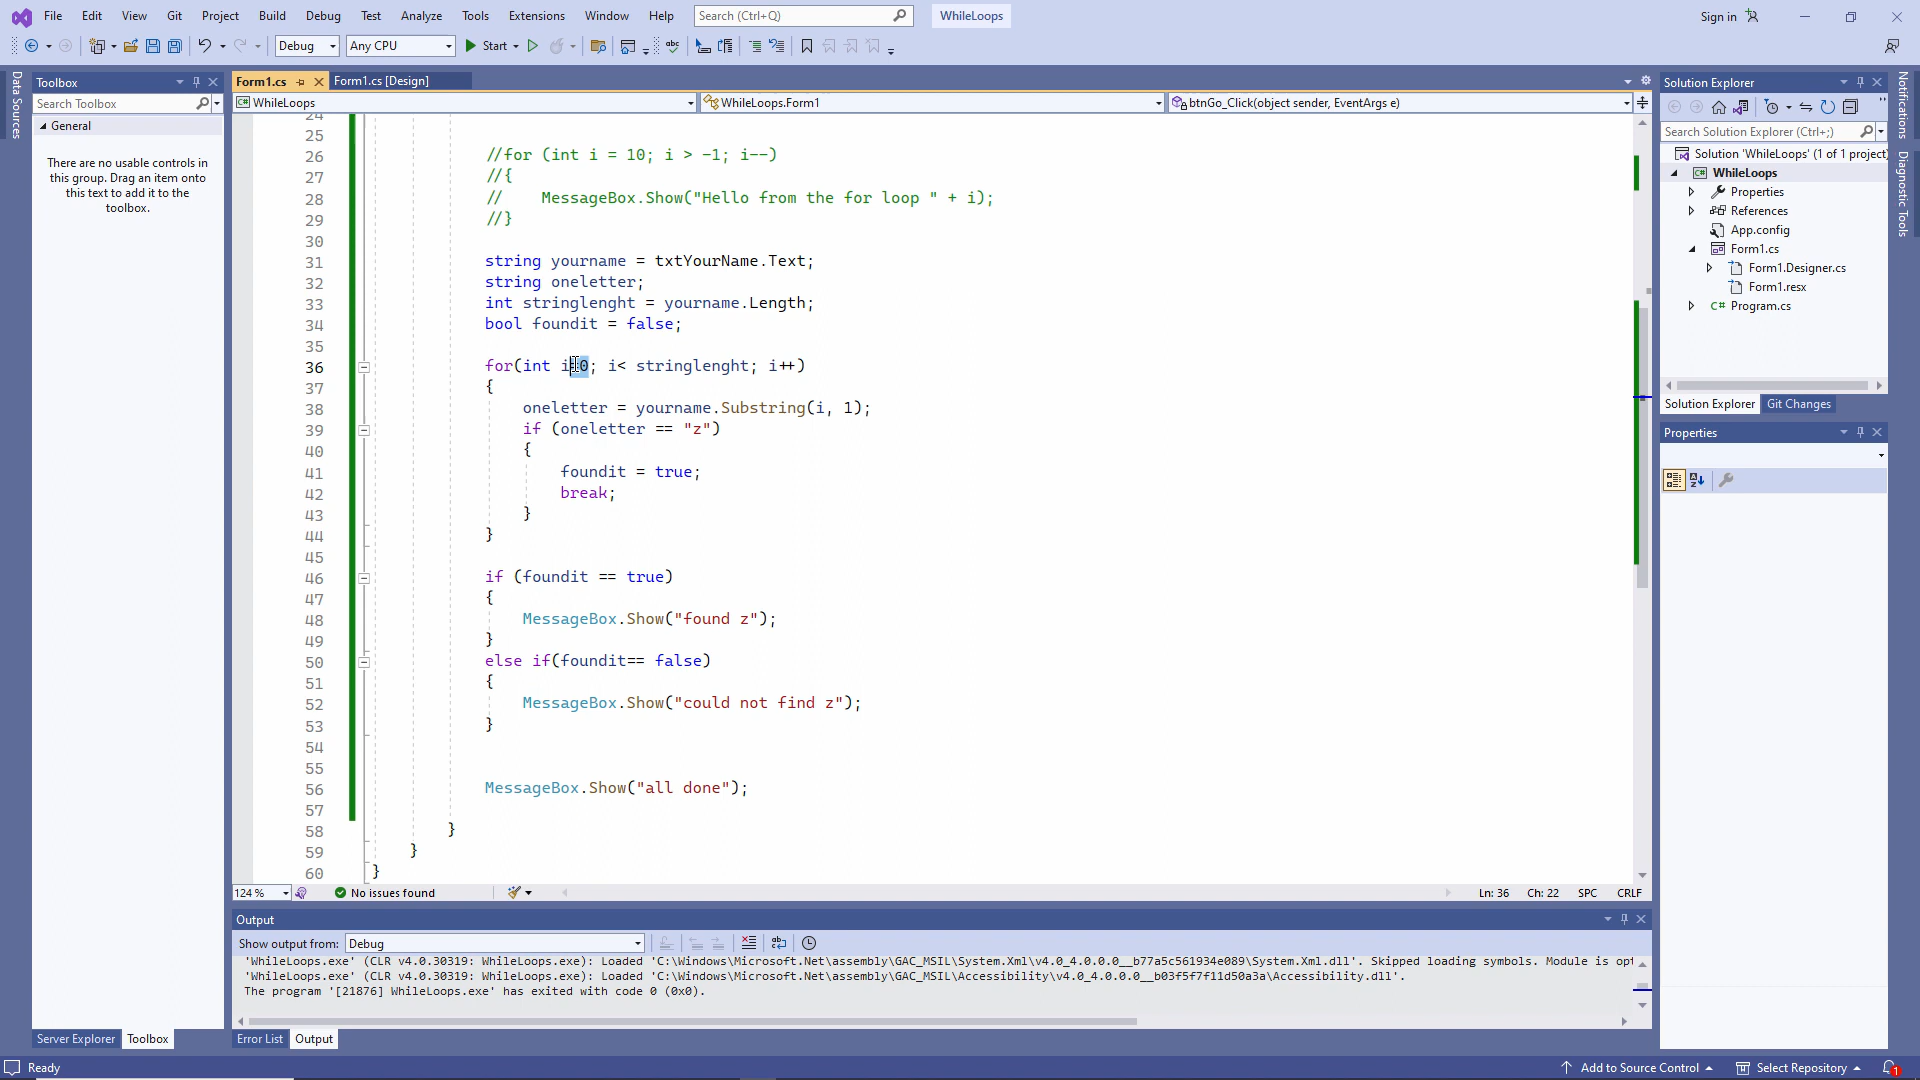 File Edit View Git Project Build Debug Test Analyze Tools Extensions Window Help Search (Ctrl+Q) WhileLoops Sign in
Debug Any CPU Start
Data Sources
Toolbox
Search Toolbox
General
There are no usable controls in
this group. Drag an item onto
this text to add it to the
toolbox.
Server Explorer Toolbox
Form1.cs Form1.cs [Design]
WhileLoops WhileLoops.Form1 btnGo_Click(object sender, EventArgs e)
24
25
26 //for (int i = 10; i > -1; i--)
27 //{
28 // MessageBox.Show("Hello from the for loop " + i);
29 //}
30
31 string yourname = txtYourName.Text;
32 string oneletter;
33 int stringlenght = yourname.Length;
34 bool foundit = false;
35
36 for(int i=0; i< stringlenght; i++)
37 {
38 oneletter = yourname.Substring(i, 1);
39 if (oneletter == "z")
40 {
41 foundit = true;
42 break;
43 }
44 }
45
46 if (foundit == true)
47 {
48 MessageBox.Show("found z");
49 }
50 else if(foundit== false)
51 {
52 MessageBox.Show("could not find z");
53 }
54
55
56 MessageBox.Show("all done");
57
58 }
59 }
60 }
124 % No issues found Ln: 36 Ch: 22 SPC CRLF
Output
Show output from: Debug
'WhileLoops.exe' (CLR v4.0.30319: WhileLoops.exe): Loaded 'C:\Windows\Microsoft.Net\assembly\GAC_MSIL\System.Xml\v4.0_4.0.0.0__b77a5c561934e089\System.Xml.dll'. Skipped loading symbols. Module is opt
'WhileLoops.exe' (CLR v4.0.30319: WhileLoops.exe): Loaded 'C:\Windows\Microsoft.Net\assembly\GAC_MSIL\Accessibility\v4.0_4.0.0.0__b03f5f7f11d50a3a\Accessibility.dll'.
The program '[21876] WhileLoops.exe' has exited with code 0 (0x0).
Error List Output
Solution Explorer
Search Solution Explorer (Ctrl+;)
Solution 'WhileLoops' (1 of 1 project)
WhileLoops
Properties
References
App.config
Form1.cs
Form1.Designer.cs
Form1.resx
Program.cs
Solution Explorer Git Changes
Properties
Notifications
Diagnostic Tools
Ready Add to Source Control Select Repository 1